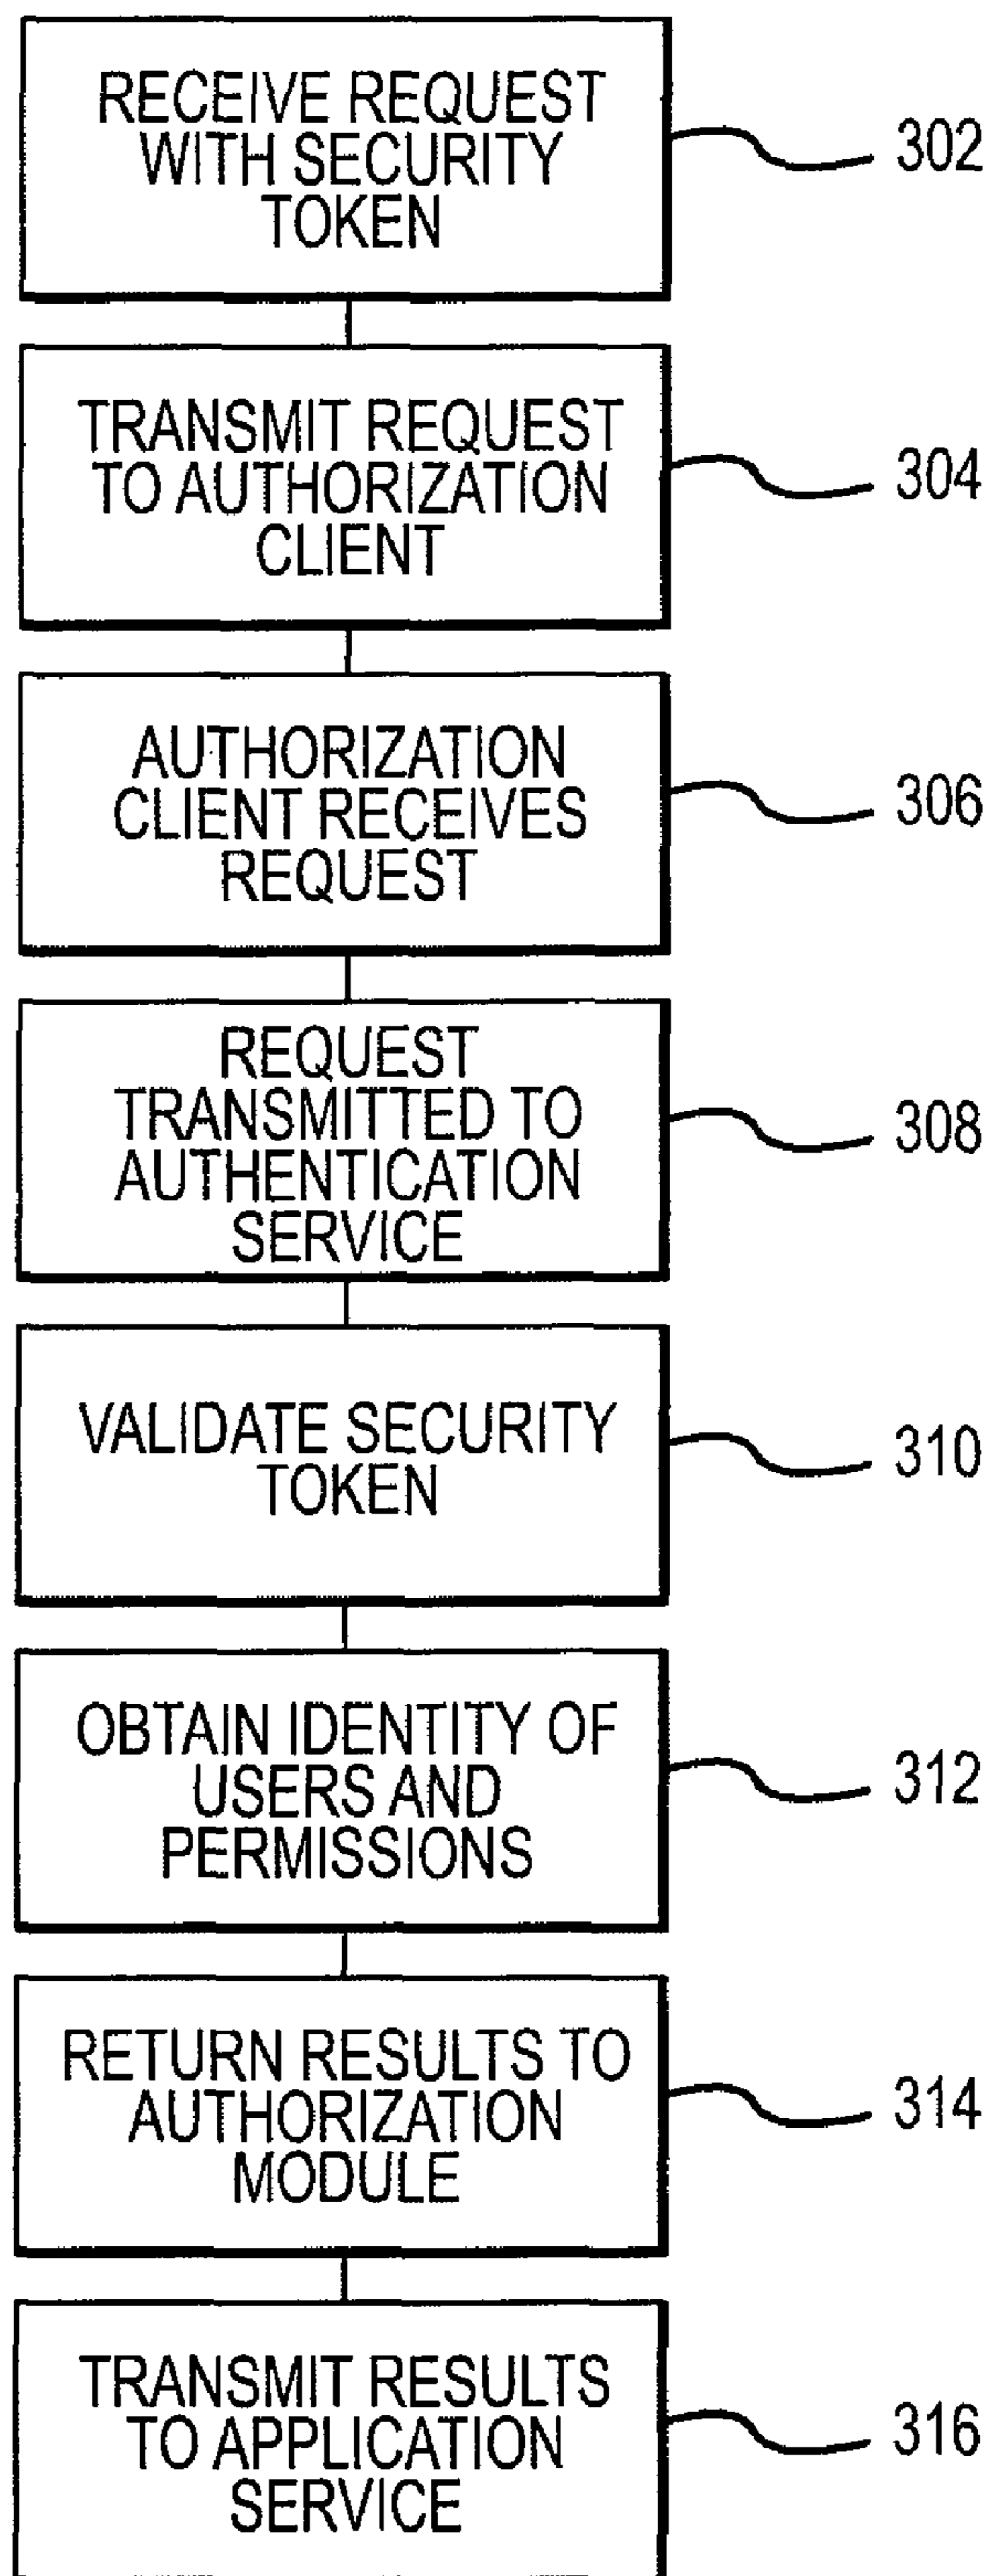 RECEIVE REQUEST
WITH SECURITY
TOKEN
302
TRANSMIT REQUEST
TO AUTHORIZATION
CLIENT
304
AUTHORIZATION
CLIENT RECEIVES
REQUEST
306
REQUEST
TRANSMITTED TO
AUTHENTICATION
SERVICE
308
VALIDATE SECURITY
TOKEN
310
OBTAIN IDENTITY OF
USERS AND
PERMISSIONS
312
RETURN RESULTS TO
AUTHORIZATION
MODULE
314
TRANSMIT RESULTS
TO APPLICATION
SERVICE
316